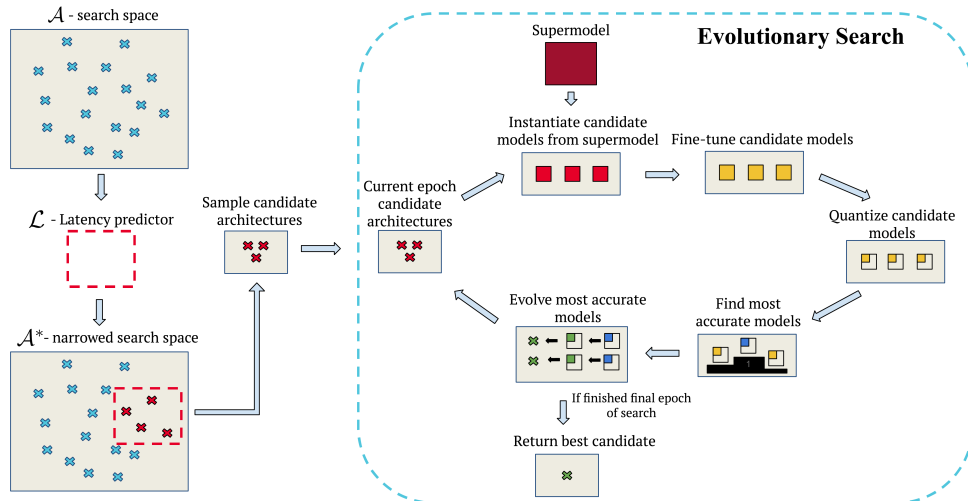 𝒜 - search space
ℒ - Latency predictor
𝒜*- narrowed search space
Sample candidate
architectures
Evolutionary Search
Supermodel
Instantiate candidate
models from supermodel
Fine-tune candidate models
Current epoch
candidate
architectures
Quantize candidate
models
Find most
accurate models
1
Evolve most accurate
models
If finished final epoch
of search
Return best candidate